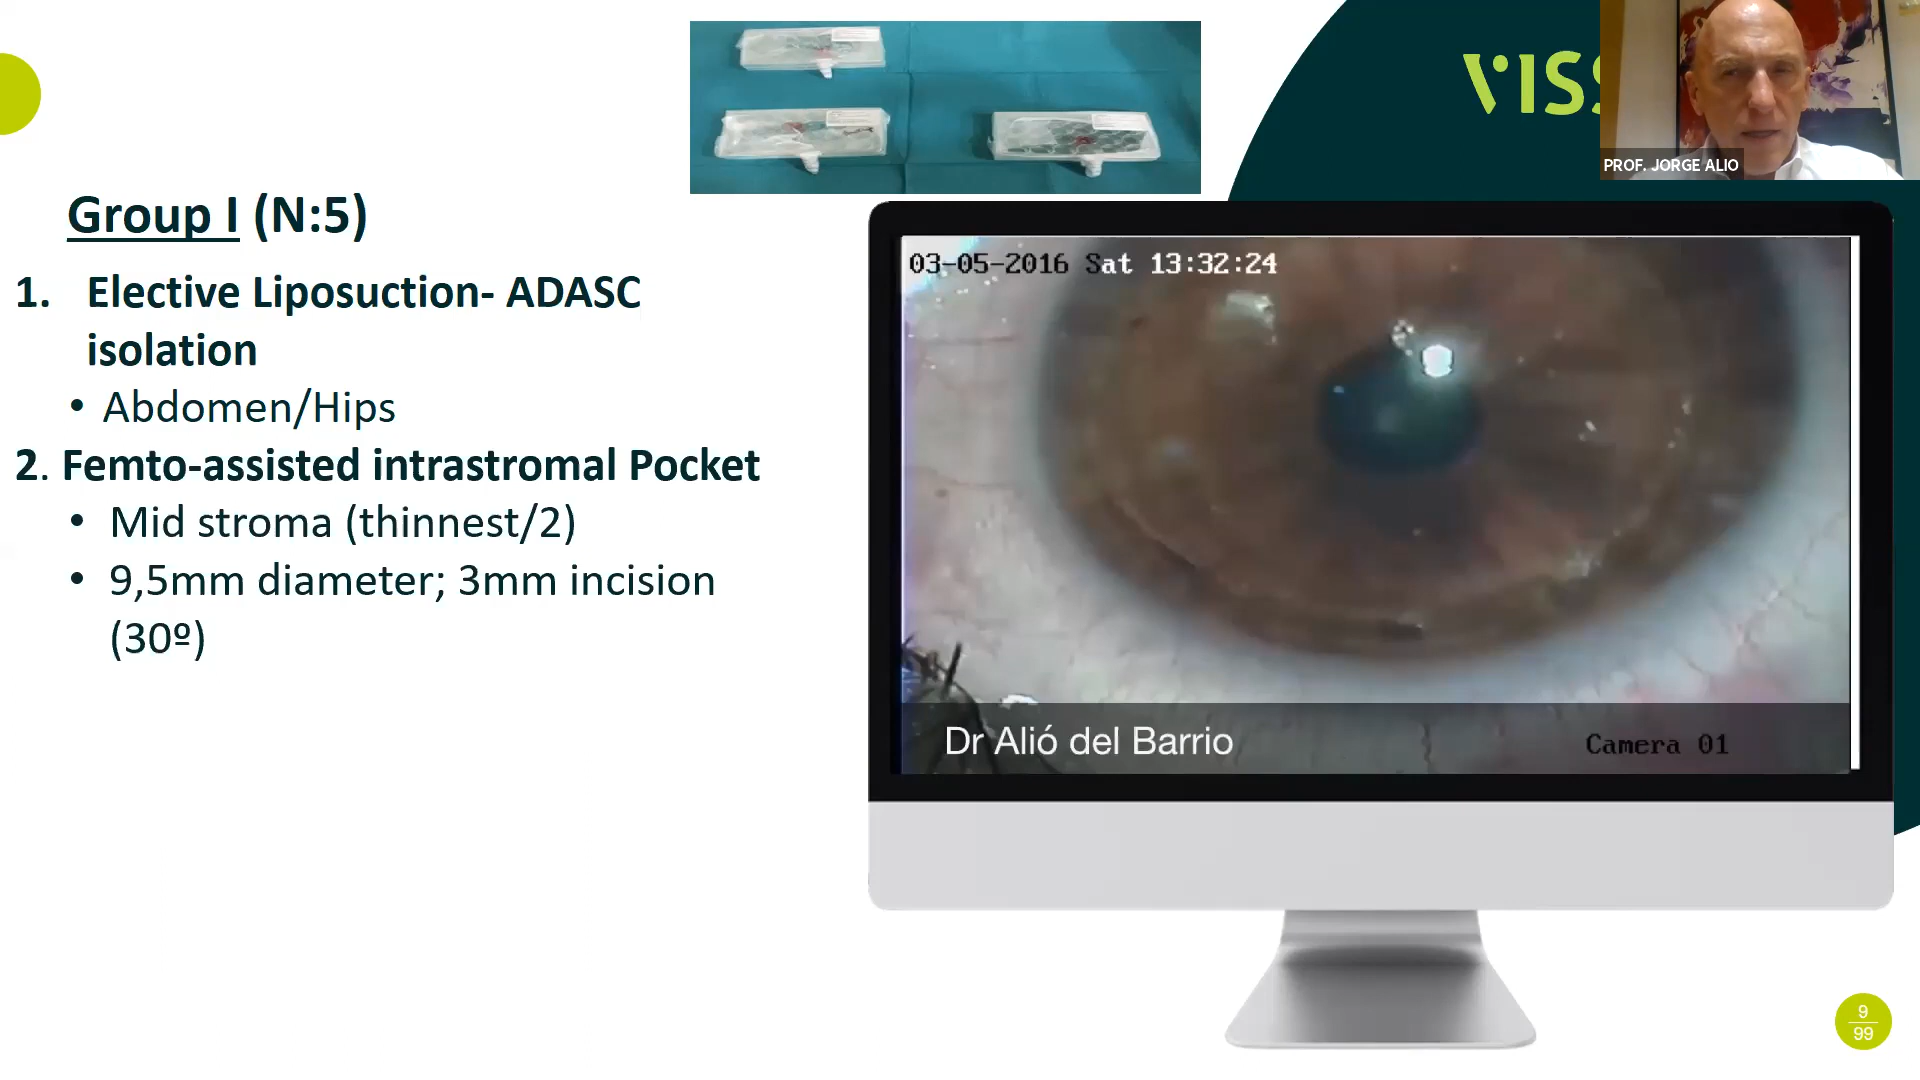 VISS
PROF. JORGE ALIO
Group I (N:5)
1. Elective Liposuction- ADASC
isolation
• Abdomen/Hips
2. Femto-assisted intrastromal Pocket
• Mid stroma (thinnest/2)
• 9,5mm diameter; 3mm incision
(30º)
03-05-2016 Sat 13:32:24
Dr Alió del Barrio
Camera 01
9
99